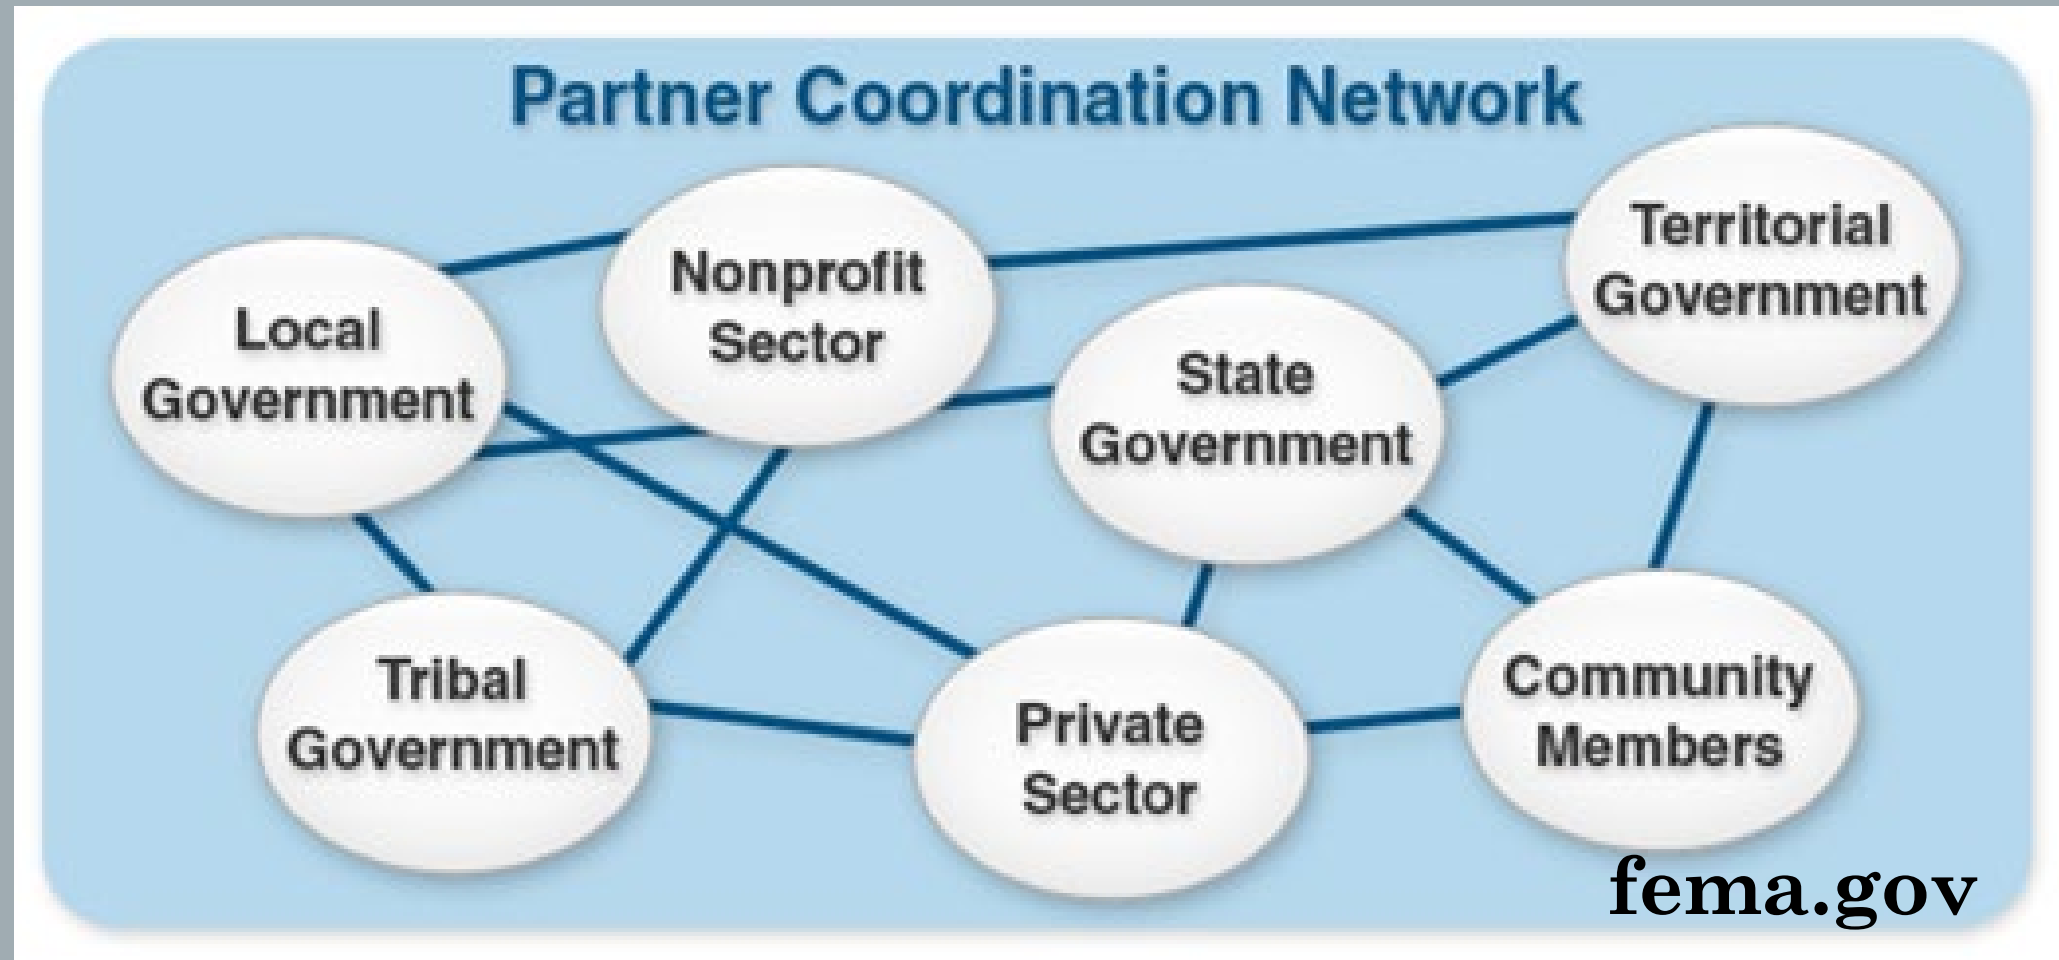 Partner Coordination Network
Local
Government
Nonprofit
Sector
State
Government
Territorial
Government
Tribal
Government
Private
Sector
Community
Members
fema.gov